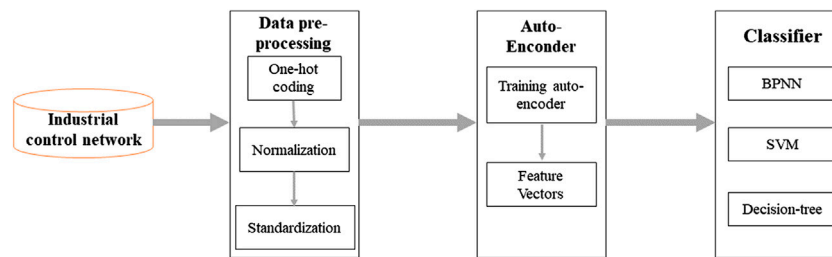 Industrial
control network
Data pre-
processing
One-hot
coding
Normalization
Standardization
Auto-
Enconder
Training auto-
encoder
Feature
Vectors
Classifier
BPNN
SVM
Decision-tree